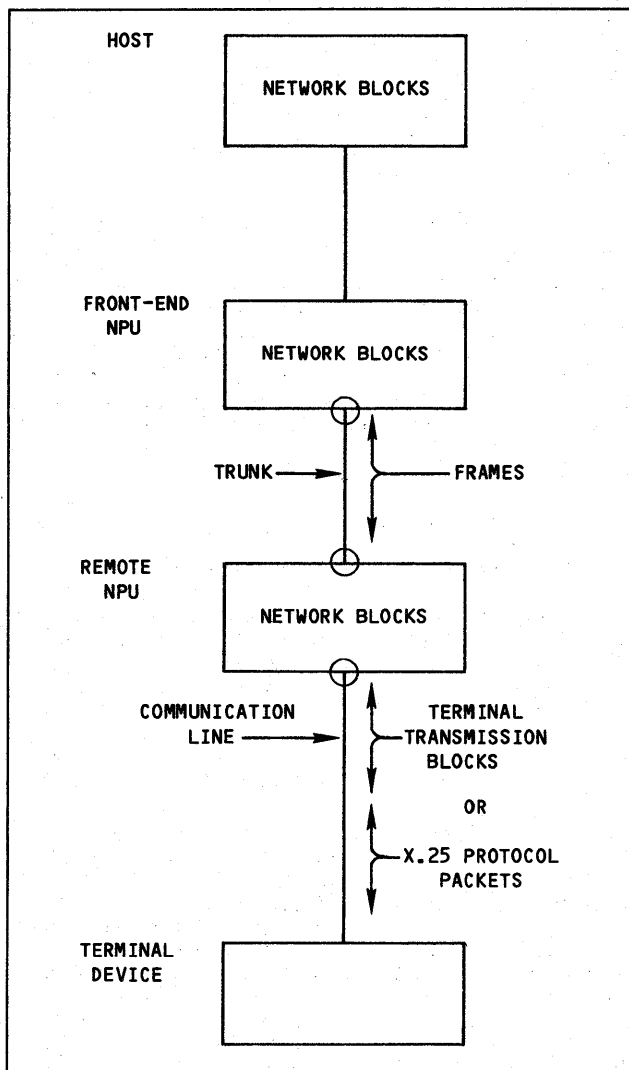 HOST
NETWORK BLOCKS
FRONT-END
NPU
NETWORK BLOCKS
TRUNK
FRAMES
REMOTE
NPU
NETWORK BLOCKS
COMMUNICATION
LINE
TERMINAL
TRANSMISSION
BLOCKS
OR
X.25 PROTOCOL
PACKETS
TERMINAL
DEVICE